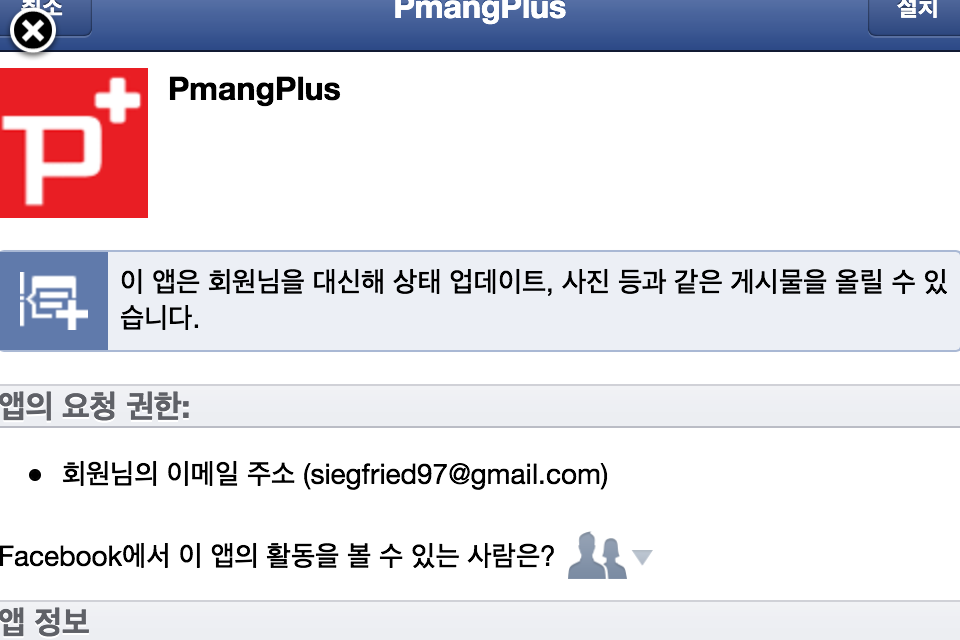 취소
PmangPlus
설치
P+
PmangPlus
이 앱은 회원님을 대신해 상태 업데이트, 사진 등과 같은 게시물을 올릴 수 있
습니다.
앱의 요청 권한:
• 회원님의 이메일 주소 (siegfried97@gmail.com)
Facebook에서 이 앱의 활동을 볼 수 있는 사람은?
앱 정보